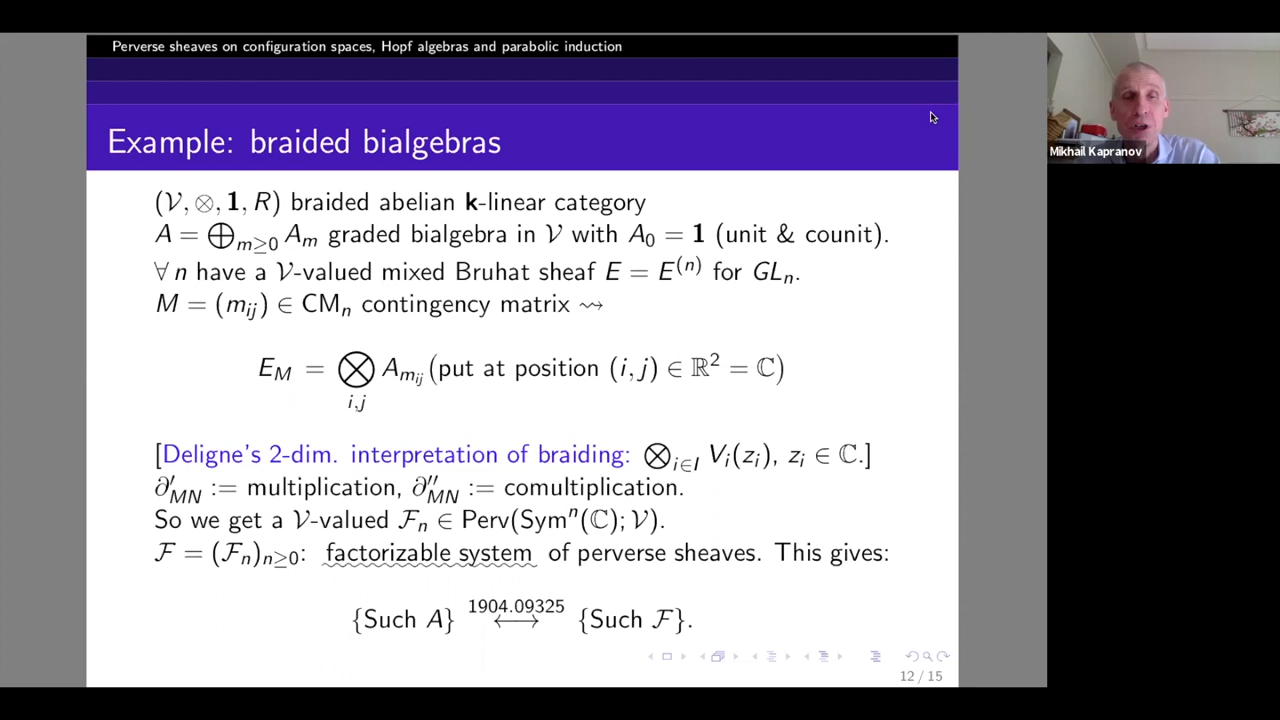 Perverse sheaves on configuration spaces, Hopf algebras and parabolic induction
Example: braided bialgebras
(𝒱, ⊗, 𝟏, R) braided abelian 𝐤-linear category
A = ⨁_{m≥0} A_m graded bialgebra in 𝒱 with A_0 = 𝟏 (unit & counit).
∀ n have a 𝒱-valued mixed Bruhat sheaf E = E^{(n)} for GL_n.
M = (m_{ij}) ∈ CM_n contingency matrix ⇝
E_M = ⨂_{i,j} A_{m_{ij}} (put at position (i, j) ∈ ℝ² = ℂ)
[Deligne's 2-dim. interpretation of braiding: ⨂_{i∈I} V_i(z_i), z_i ∈ ℂ.]
∂′_{MN} := multiplication, ∂″_{MN} := comultiplication.
So we get a 𝒱-valued ℱ_n ∈ Perv(Sym^n(ℂ); 𝒱).
ℱ = (ℱ_n)_{n≥0}: factorizable system of perverse sheaves. This gives:
{Such A} ⟷^{1904.09325} {Such ℱ}.
12 / 15
Mikhail Kapranov